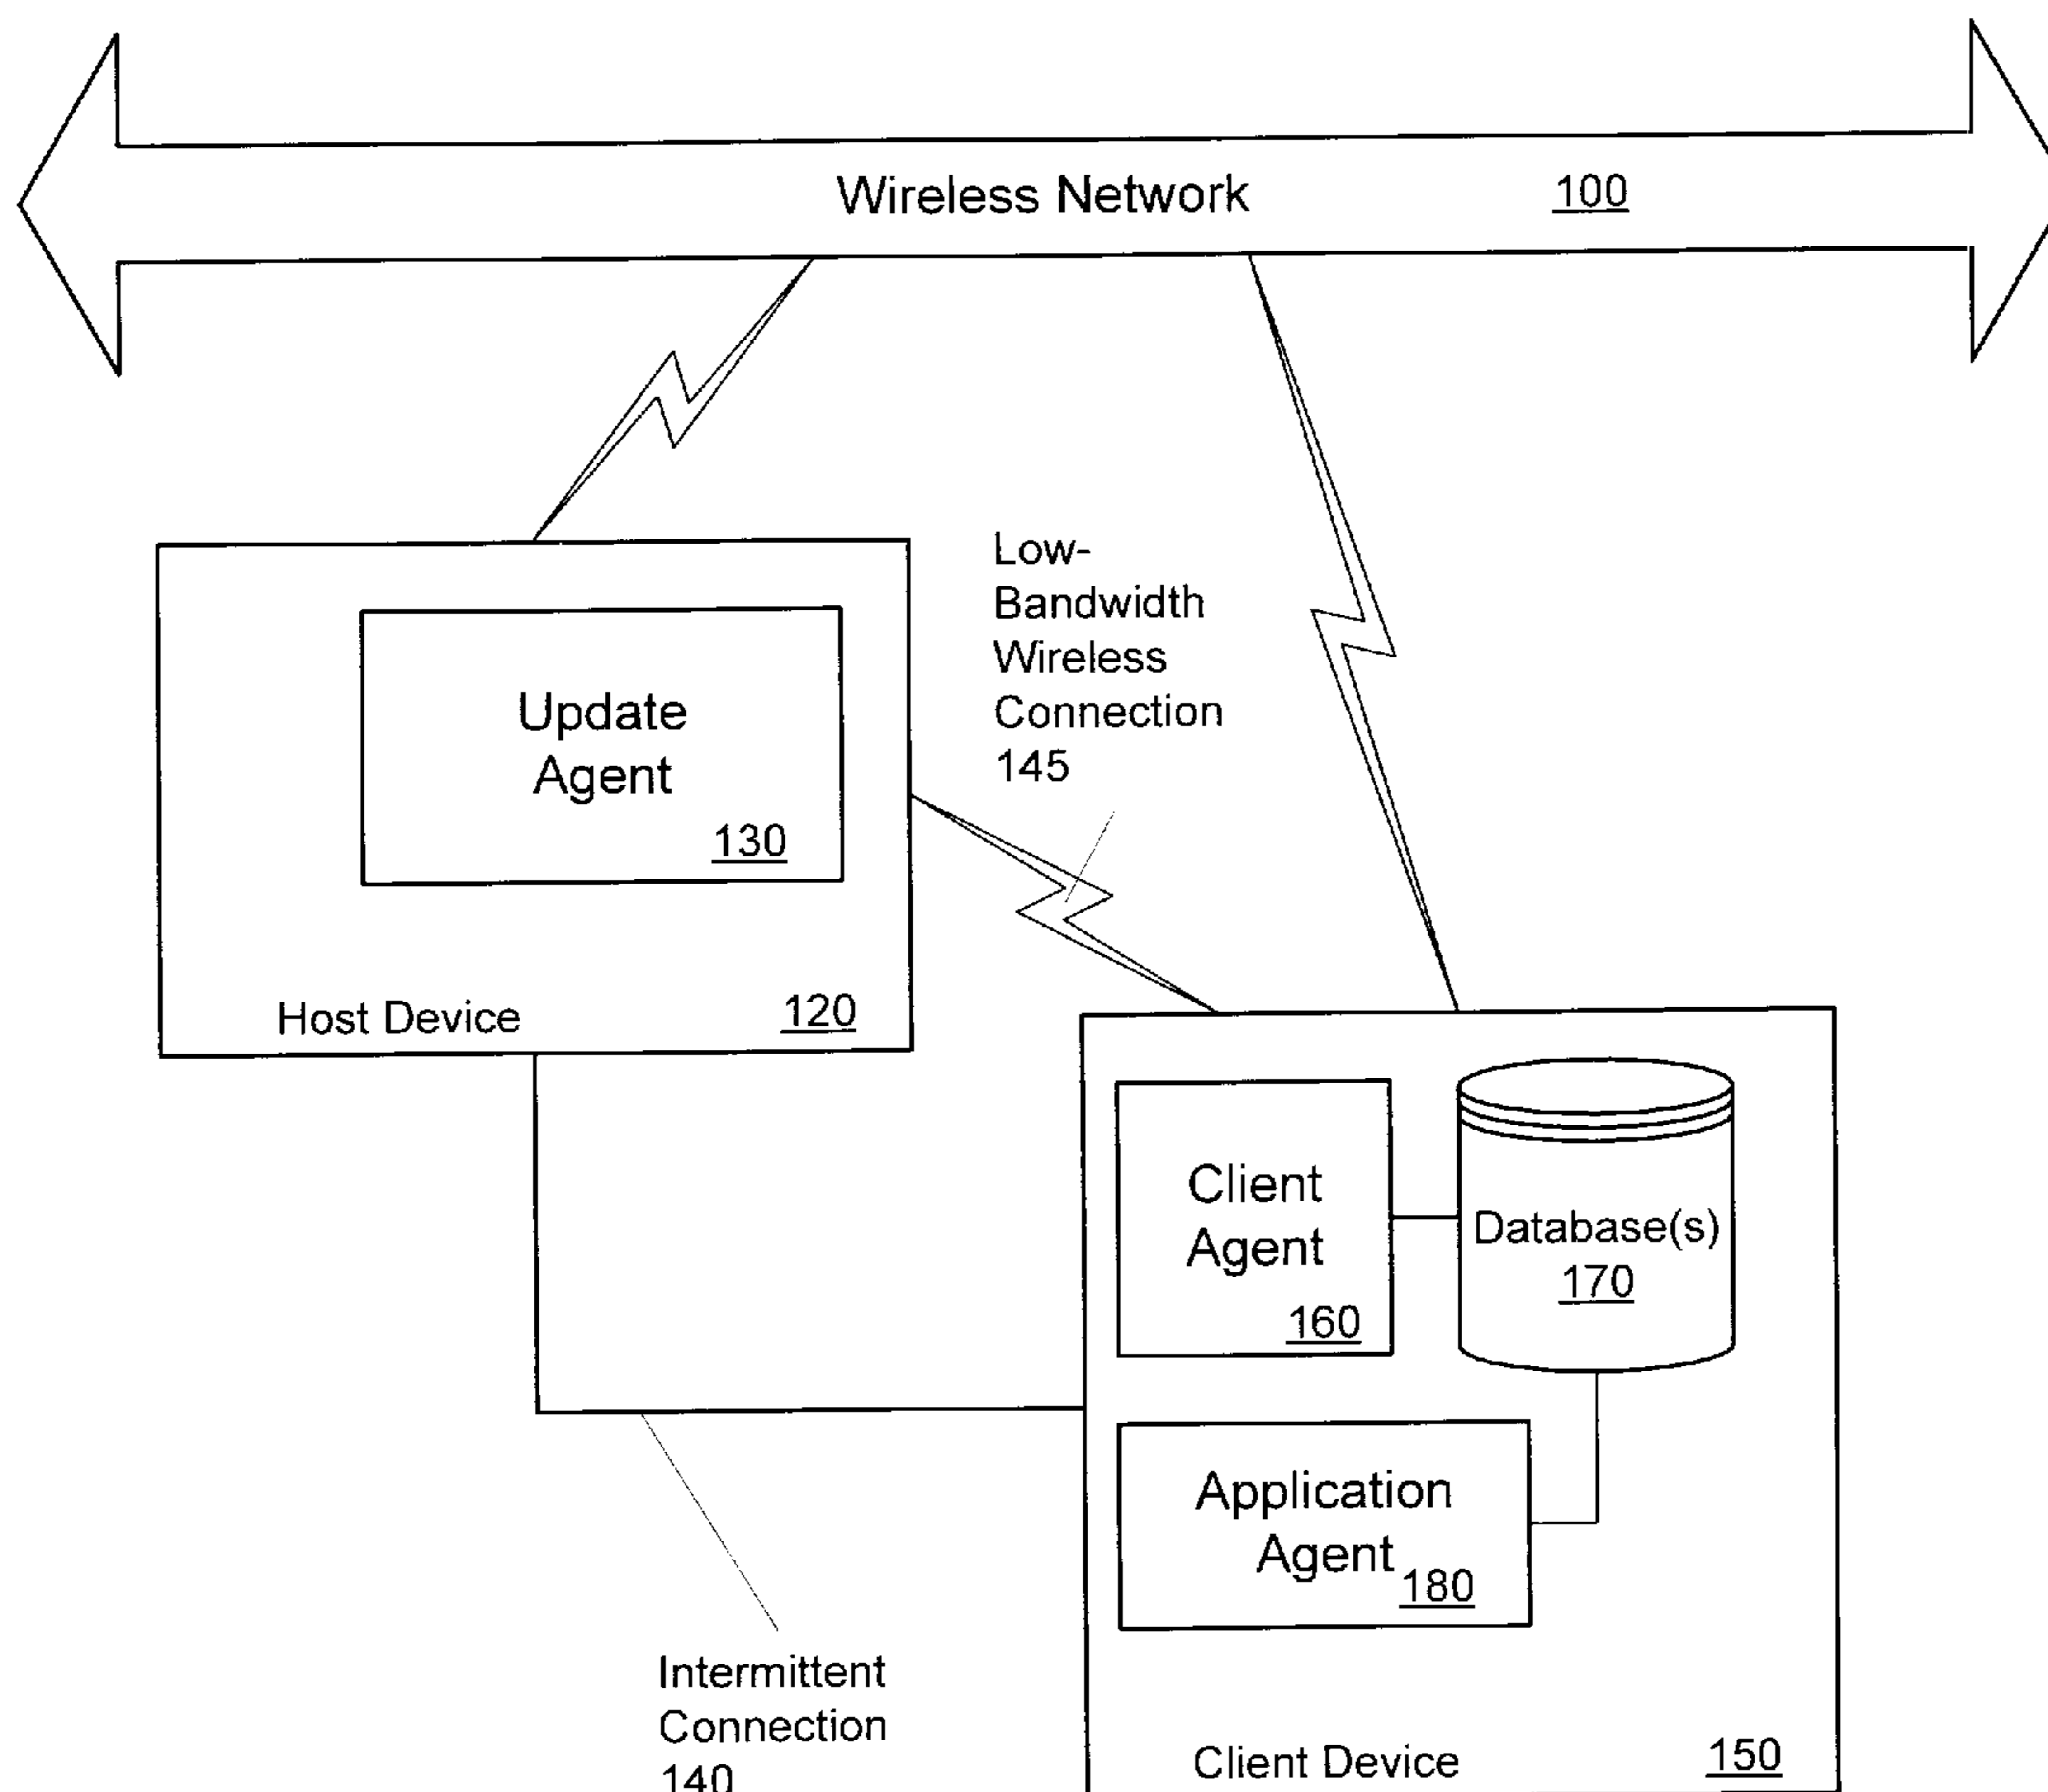 Wireless Network 100
Low-
Bandwidth
Wireless
Connection
145
Update
Agent
130
Host Device 120
Client
Agent
160
Database(s)
170
Application
Agent
180
Intermittent
Connection
140
Client Device 150